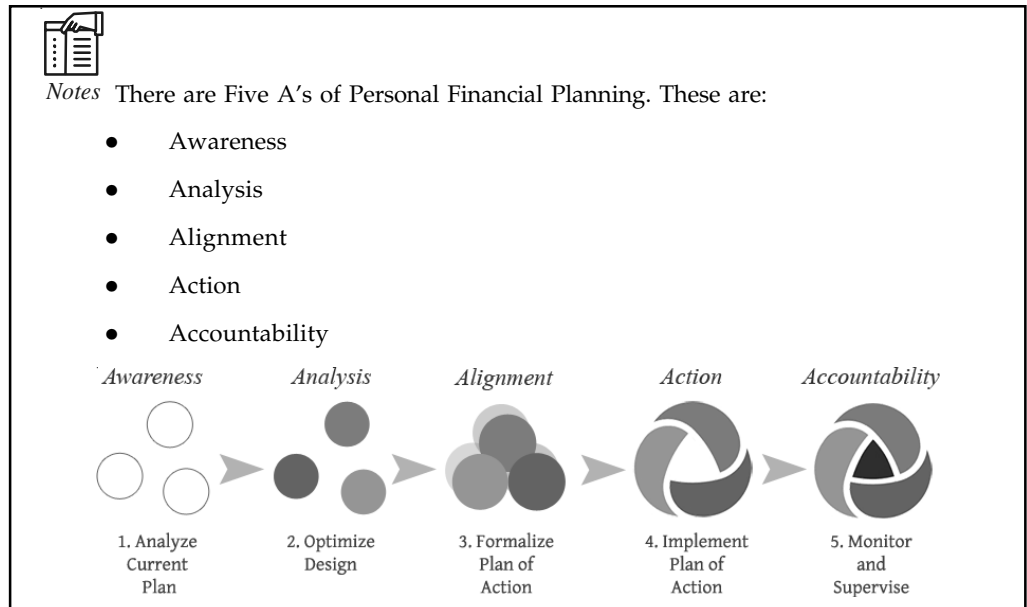 Notes There are Five A's of Personal Financial Planning. These are:
● Awareness
● Analysis
● Alignment
● Action
● Accountability
Awareness Analysis Alignment Action Accountability
1. Analyze 2. Optimize 3. Formalize 4. Implement 5. Monitor
Current Design Plan of Plan of and
Plan Action Action Supervise